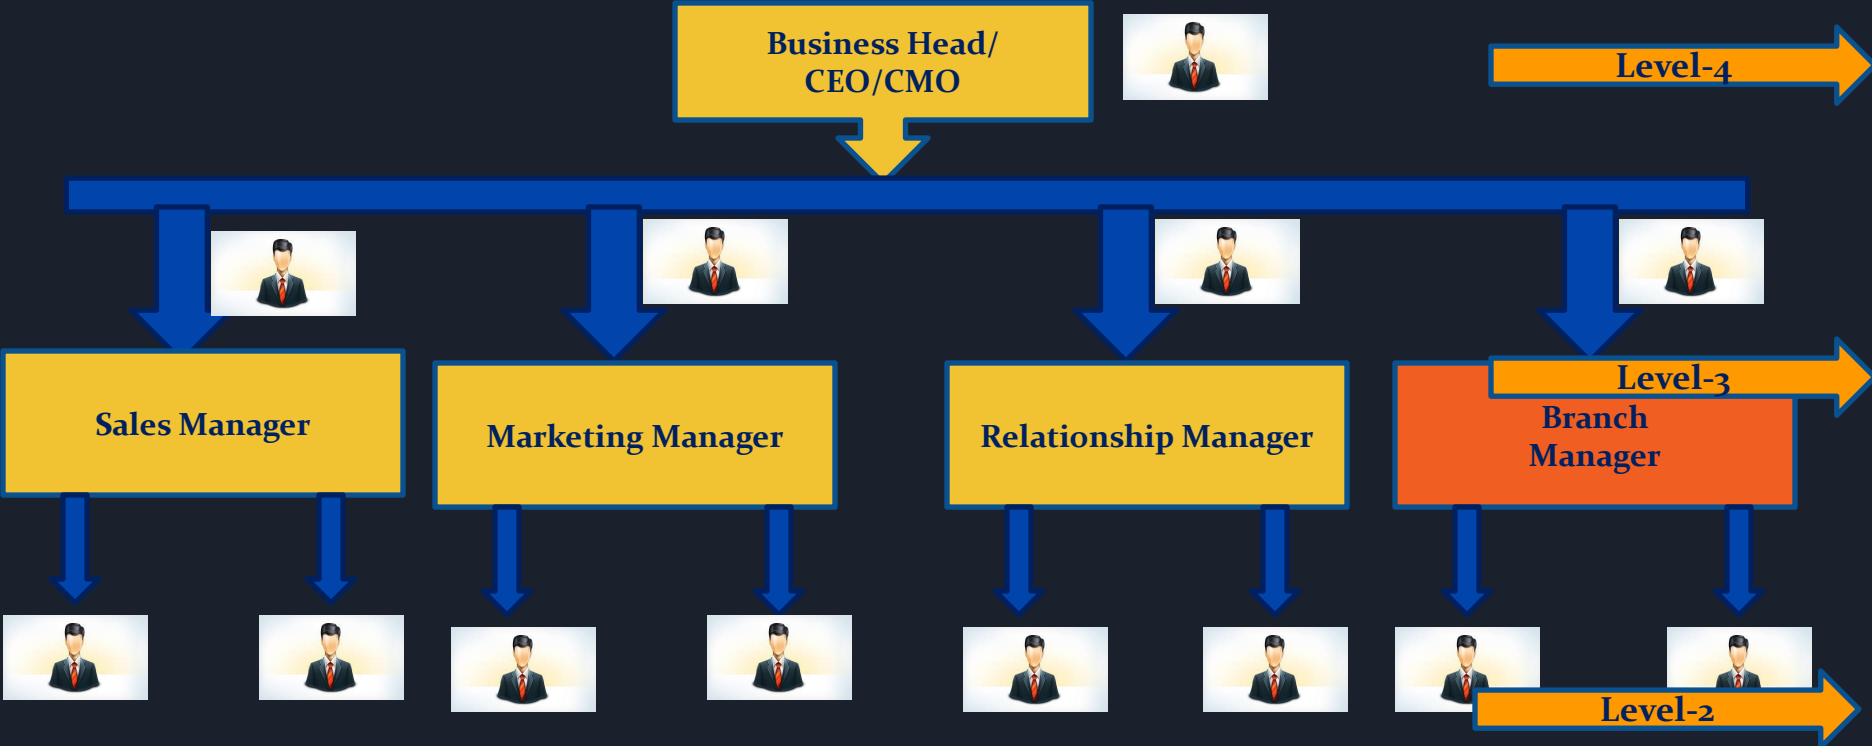 Business Head/
CEO/CMO
Level-4
Level-3
Sales Manager
Marketing Manager
Relationship Manager
Branch
Manager
Level-2